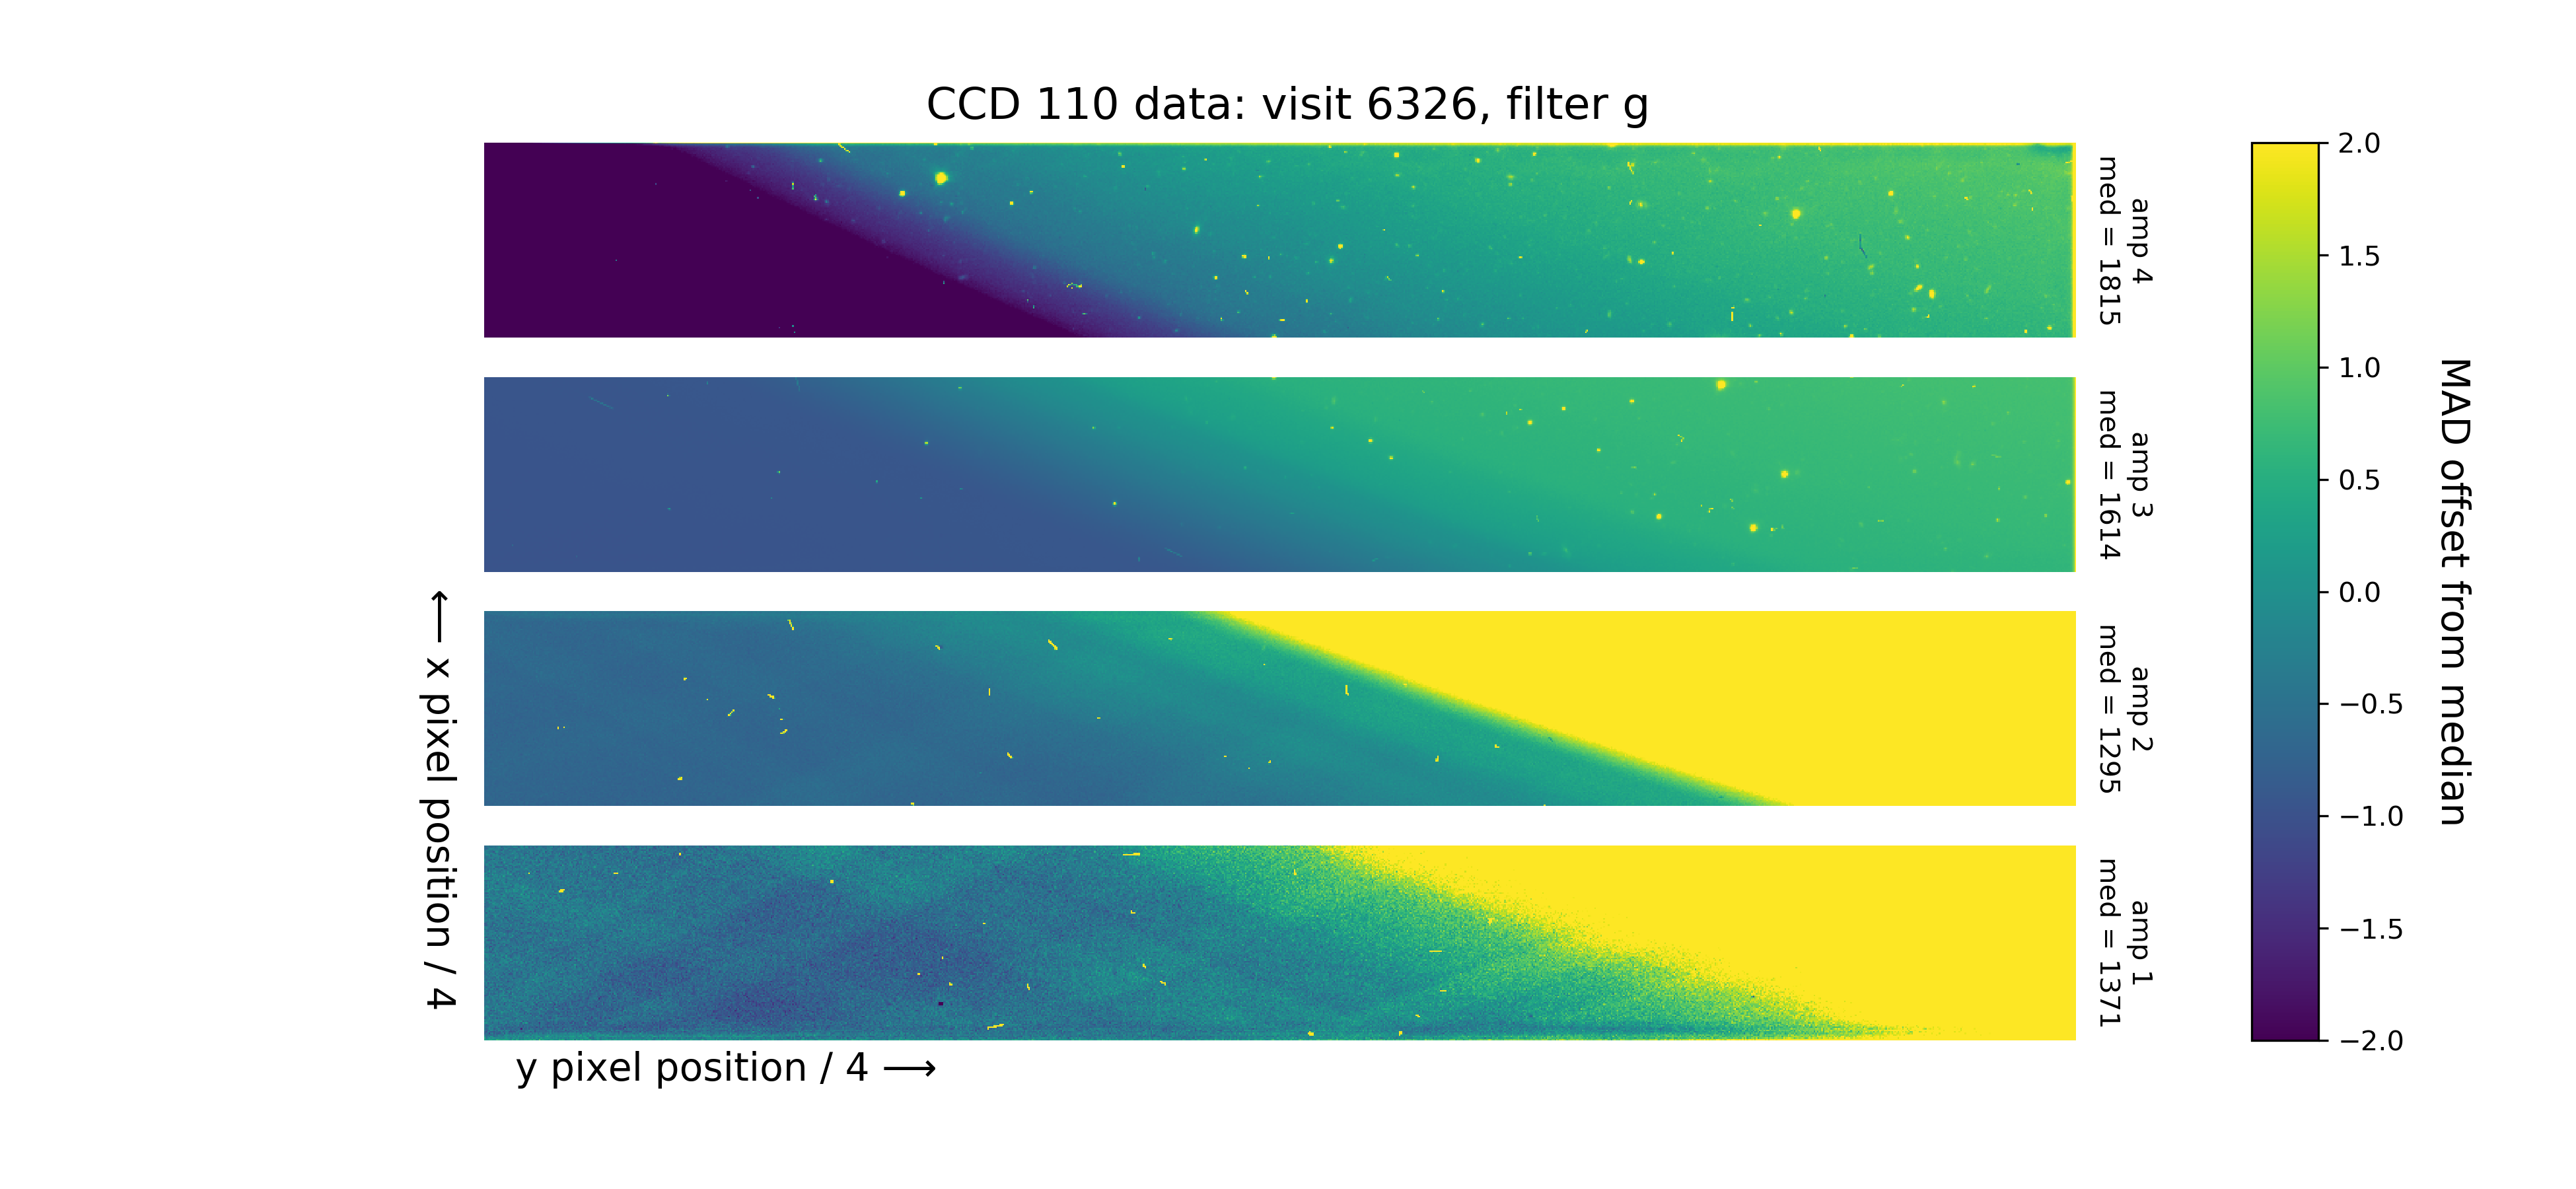 CCD 110 data: visit 6326, filter g
amp 4
med = 1815
amp 3
med = 1614
amp 2
med = 1295
amp 1
med = 1371
⟵ x pixel position / 4
y pixel position / 4 ⟶
2.0
1.5
1.0
0.5
0.0
−0.5
−1.0
−1.5
−2.0
MAD offset from median